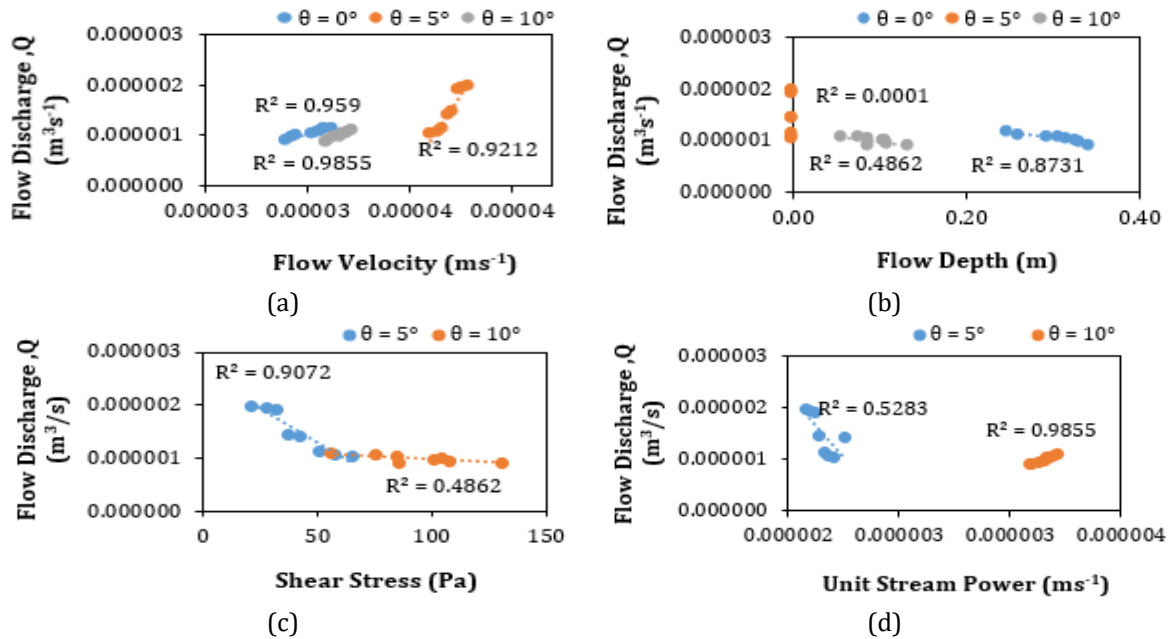 θ = 0° θ = 5° θ = 10°
Flow Discharge ,Q
(m³s⁻¹)
0.000003
0.000002
0.000001
0.000000
R² = 0.959
R² = 0.9855
R² = 0.9212
0.00003 0.00003 0.00004 0.00004
Flow Velocity (ms⁻¹)
(a)
θ = 0° θ = 5° θ = 10°
Flow Discharge ,Q
(m³s⁻¹)
0.000003
0.000002
0.000001
0.000000
R² = 0.0001
R² = 0.4862
R² = 0.8731
0.00 0.20 0.40
Flow Depth (m)
(b)
θ = 5° θ = 10°
Flow Discharge ,Q
(m³/s)
0.000003
0.000002
0.000001
0.000000
R² = 0.9072
R² = 0.4862
0 50 100 150
Shear Stress (Pa)
(c)
θ = 5° θ = 10°
Flow Discharge ,Q
(m³/s)
0.000003
0.000002
0.000001
0.000000
R² = 0.5283
R² = 0.9855
0.000002 0.000003 0.000003 0.000004
Unit Stream Power (ms⁻¹)
(d)